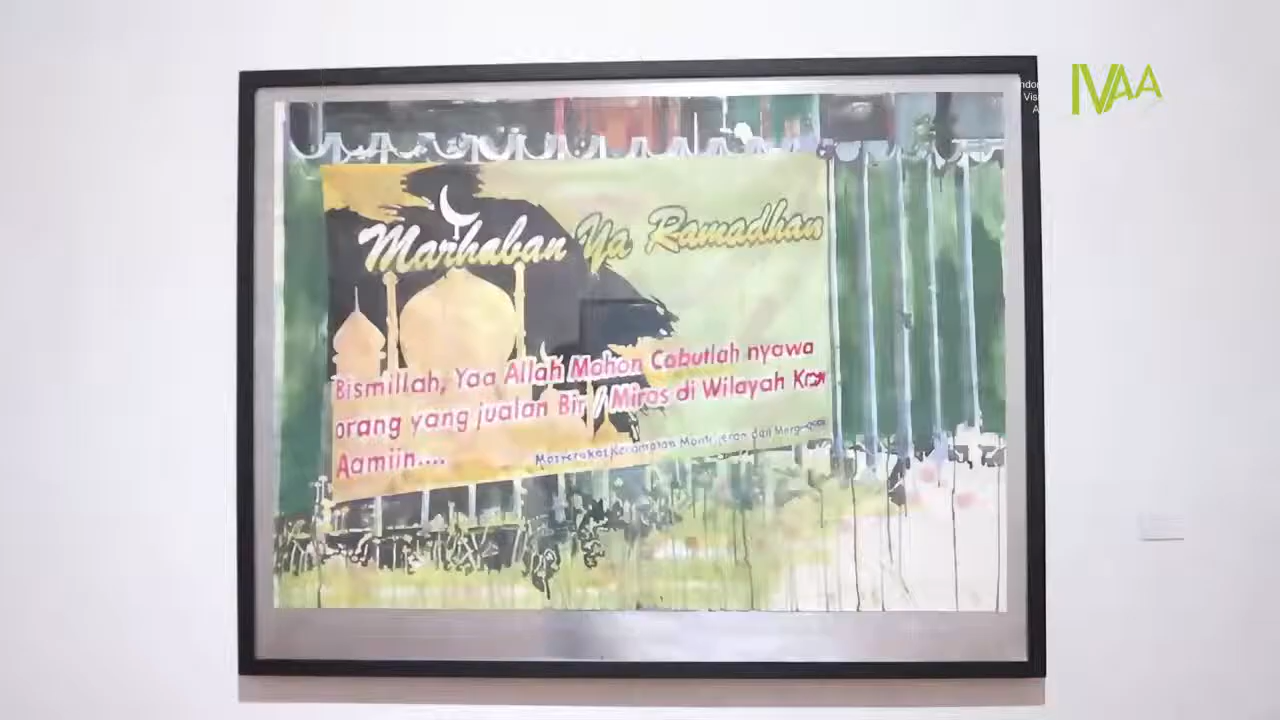 IVAA
Marhaban Ya Ramadhan
Bismillah, Yaa Allah Mohon Cabutlah nyawa
orang yang jualan Bir / Miras di Wilayah
Aamiin....